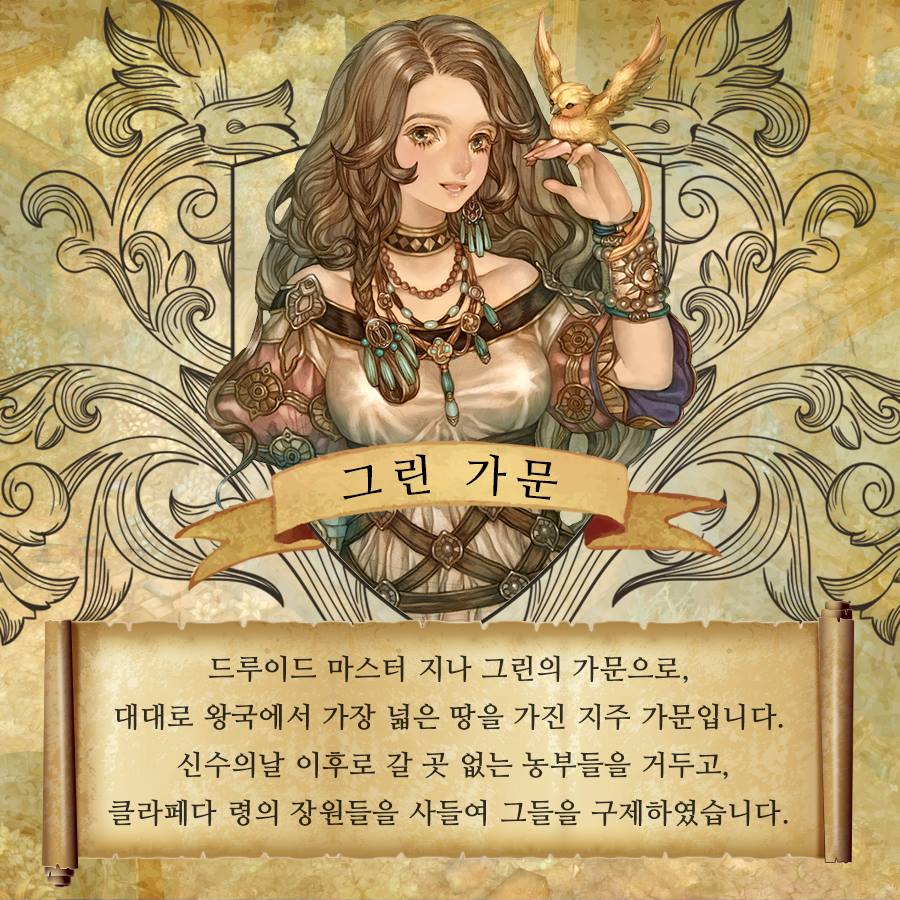 그린 가문
드루이드 마스터 지나 그린의 가문으로,
대대로 왕국에서 가장 넓은 땅을 가진 지주 가문입니다.
신수의날 이후로 갈 곳 없는 농부들을 거두고,
클라페다 령의 장원들을 사들여 그들을 구제하였습니다.